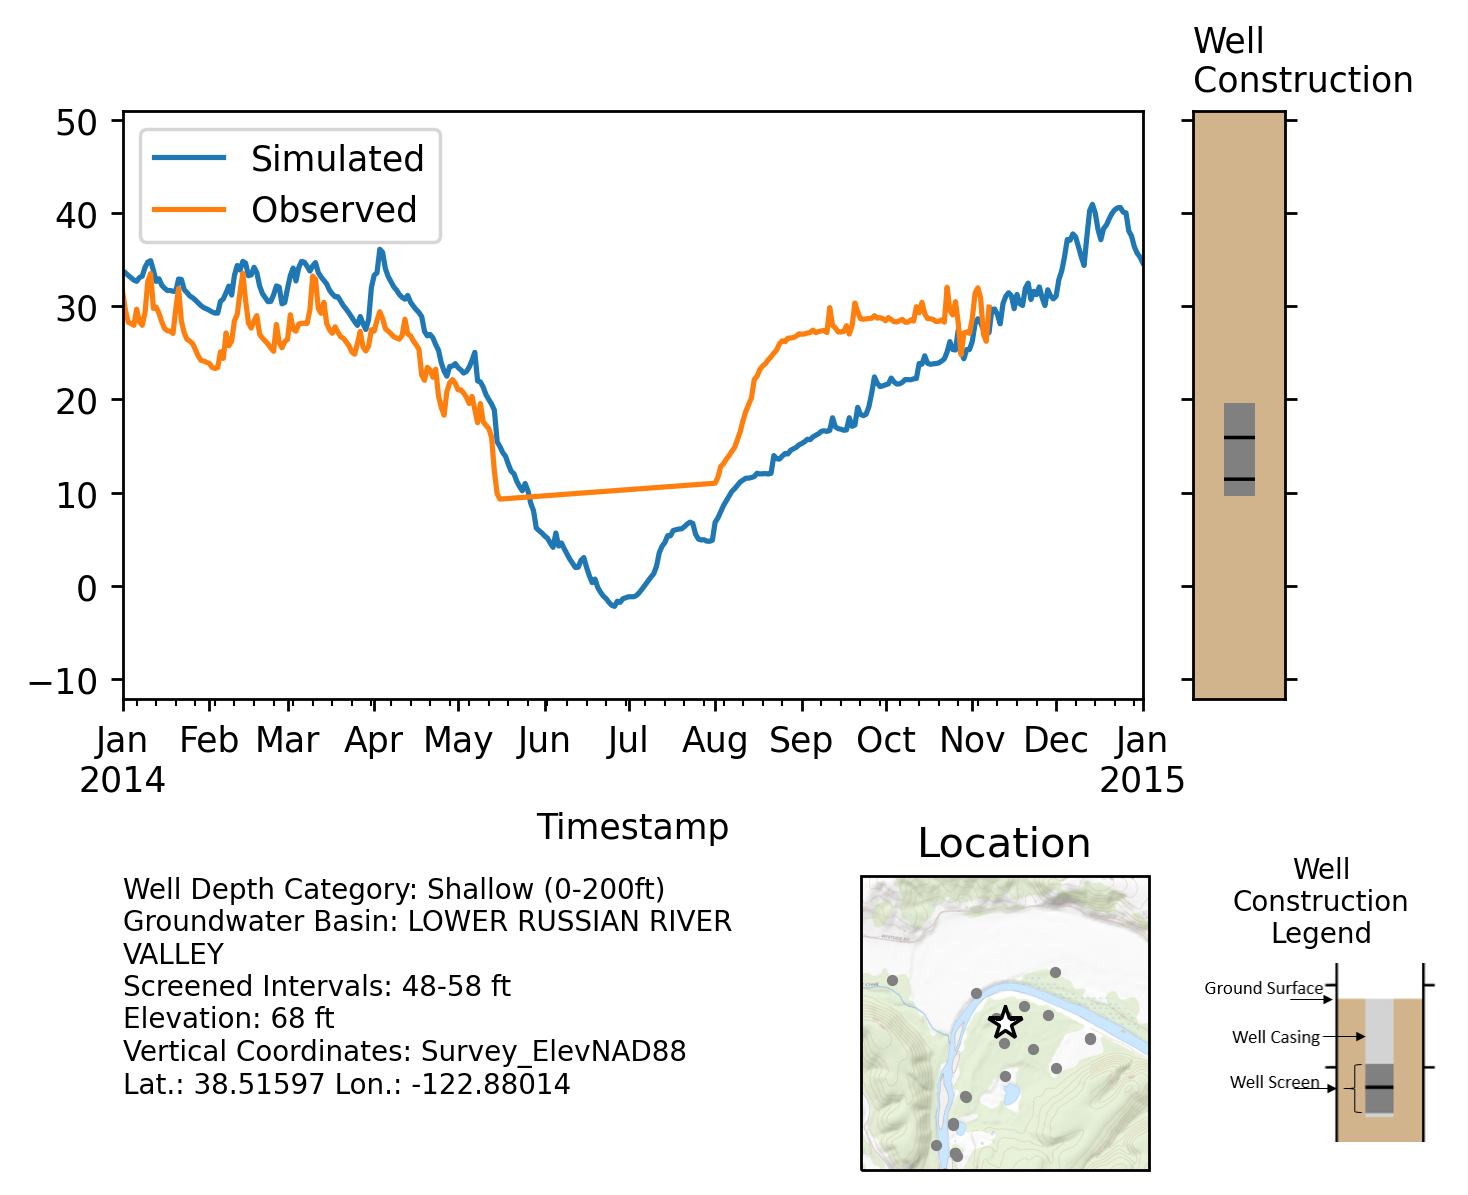 Well
Construction
50
40
30
20
10
0
−10
Simulated
Observed
Jan Feb Mar Apr May Jun Jul Aug Sep Oct Nov Dec Jan
2014 2015
Timestamp
Well Depth Category: Shallow (0-200ft)
Groundwater Basin: LOWER RUSSIAN RIVER
VALLEY
Screened Intervals: 48-58 ft
Elevation: 68 ft
Vertical Coordinates: Survey_ElevNAD88
Lat.: 38.51597 Lon.: -122.88014
Location
Well
Construction
Legend
Ground Surface
Well Casing
Well Screen